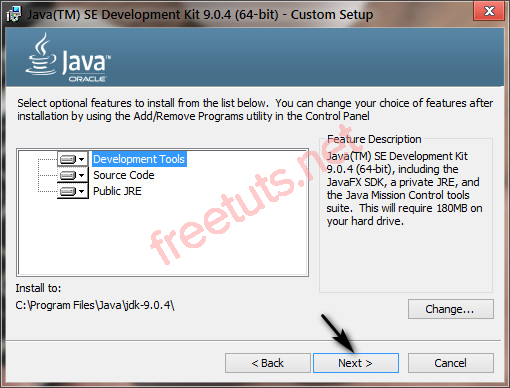 Java(TM) SE Development Kit 9.0.4 (64-bit) - Custom Setup
Java™
ORACLE
Select optional features to install from the list below. You can change your choice of features after
installation by using the Add/Remove Programs utility in the Control Panel
Development Tools
Source Code
Public JRE
Feature Description
Java(TM) SE Development Kit
9.0.4 (64-bit), including the
JavaFX SDK, a private JRE, and
the Java Mission Control tools
suite. This will require 180MB on
your hard drive.
freetuts.net
Install to:
C:\Program Files\Java\jdk-9.0.4\
Change...
< Back
Next >
Cancel